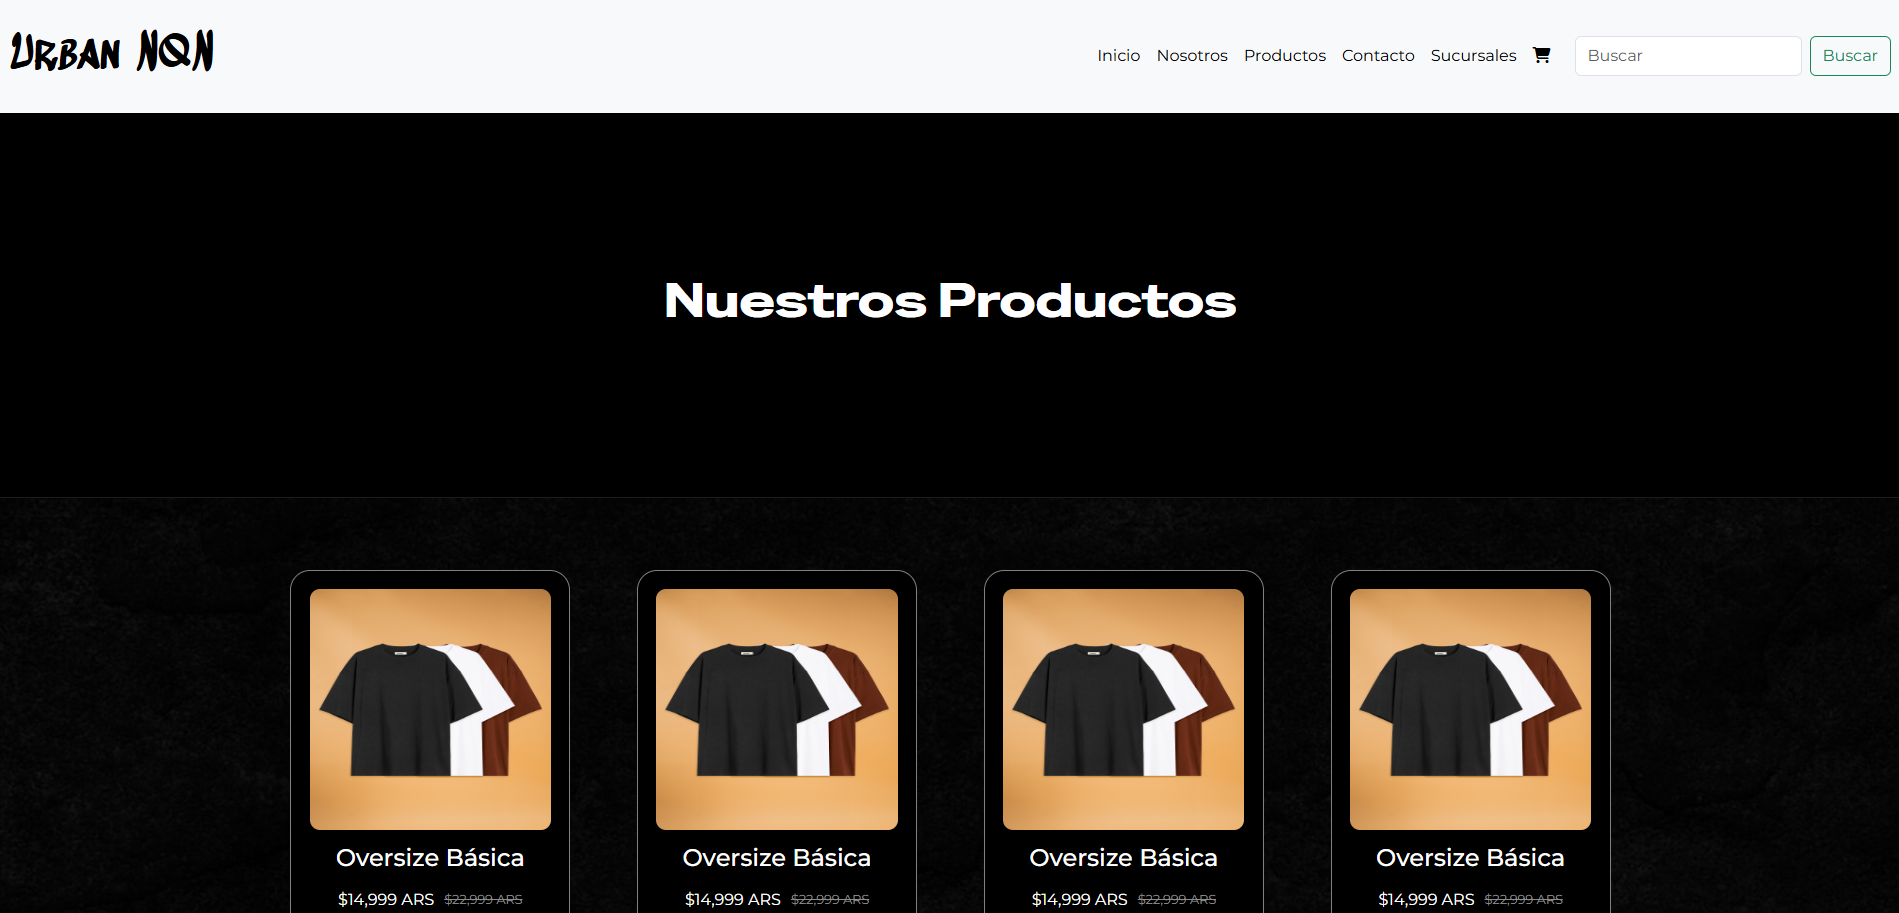 Urban NQN
Inicio Nosotros Productos Contacto Sucursales Buscar Buscar
Nuestros Productos
Oversize Básica Oversize Básica Oversize Básica Oversize Básica
$14,999 ARS $22,999 ARS $14,999 ARS $22,999 ARS $14,999 ARS $22,999 ARS $14,999 ARS $22,999 ARS